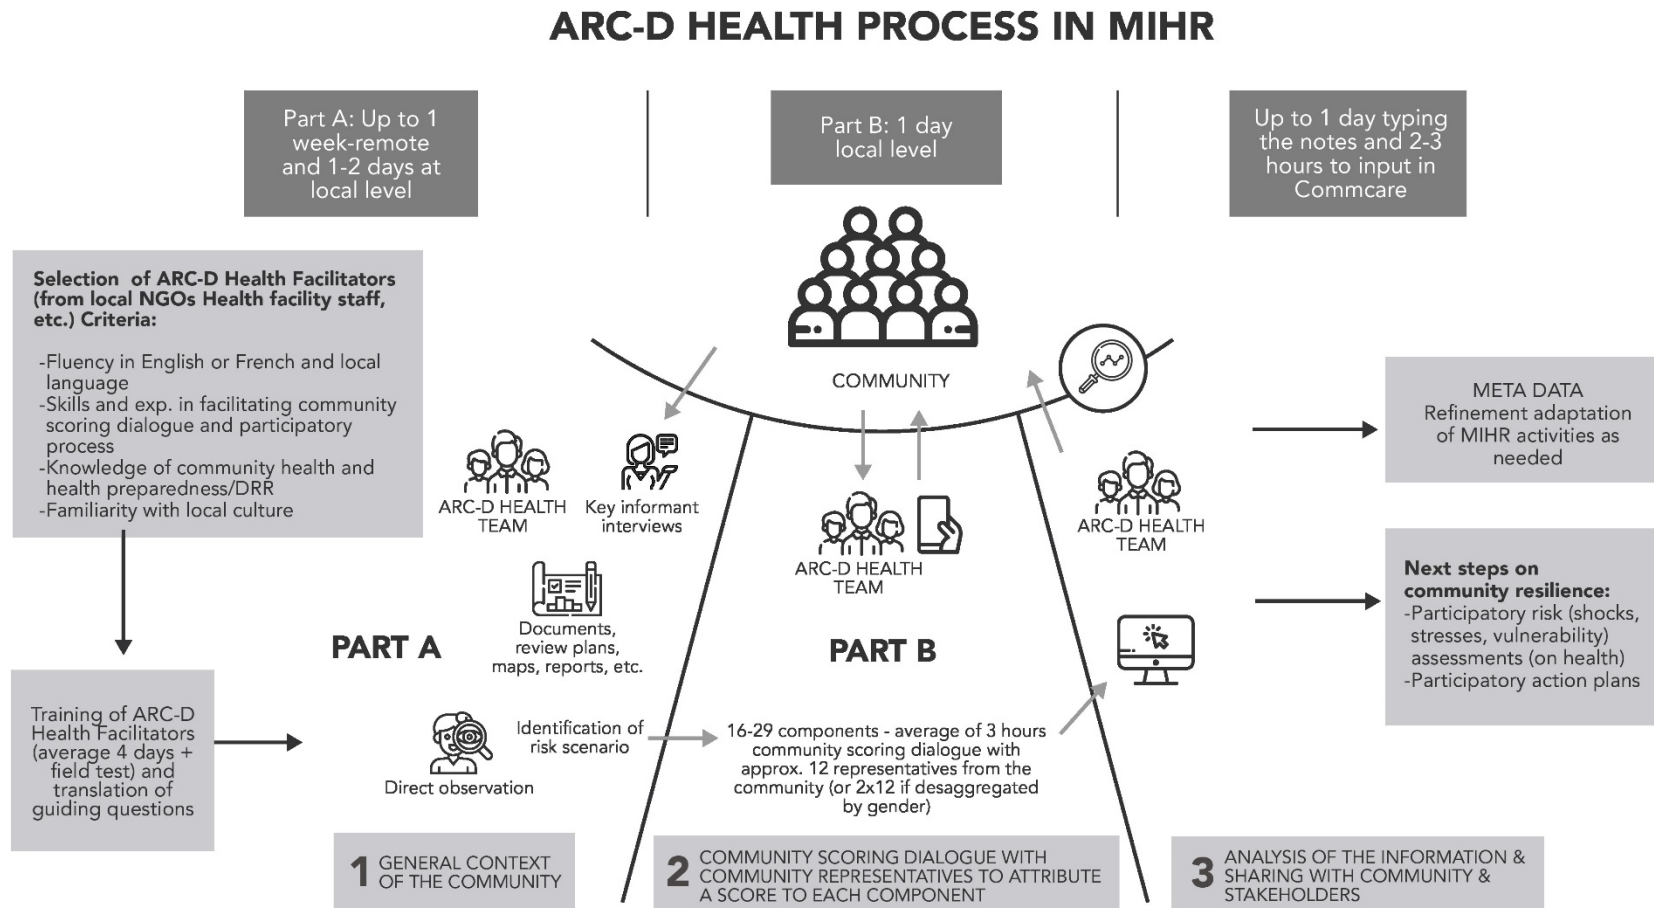 ARC-D HEALTH PROCESS IN MIHR
Part A: Up to 1
week-remote
and 1-2 days at
local level
Part B: 1 day
local level
Up to 1 day typing
the notes and 2-3
hours to input in
Commcare
Selection of ARC-D Health Facilitators
(from local NGOs Health facility staff,
etc.) Criteria:
-Fluency in English or French and local
language
-Skills and exp. in facilitating community
scoring dialogue and participatory
process
-Knowledge of community health and
health preparedness/DRR
-Familiarity with local culture
Training of ARC-D
Health Facilitators
(average 4 days +
field test) and
translation of
guiding questions
ARC-D HEALTH
TEAM
Key informant
interviews
Documents,
review plans,
maps, reports, etc.
PART A
Direct observation
Identification of
risk scenario
1 GENERAL CONTEXT
OF THE COMMUNITY
COMMUNITY
ARC-D HEALTH
TEAM
PART B
16-29 components - average of 3 hours
community scoring dialogue with
approx. 12 representatives from the
community (or 2x12 if desaggregated
by gender)
2 COMMUNITY SCORING DIALOGUE WITH
COMMUNITY REPRESENTATIVES TO ATTRIBUTE
A SCORE TO EACH COMPONENT
ARC-D HEALTH
TEAM
META DATA
Refinement adaptation
of MIHR activities as
needed
Next steps on
community resilience:
-Participatory risk (shocks,
stresses, vulnerability)
assessments (on health)
-Participatory action plans
3 ANALYSIS OF THE INFORMATION &
SHARING WITH COMMUNITY &
STAKEHOLDERS